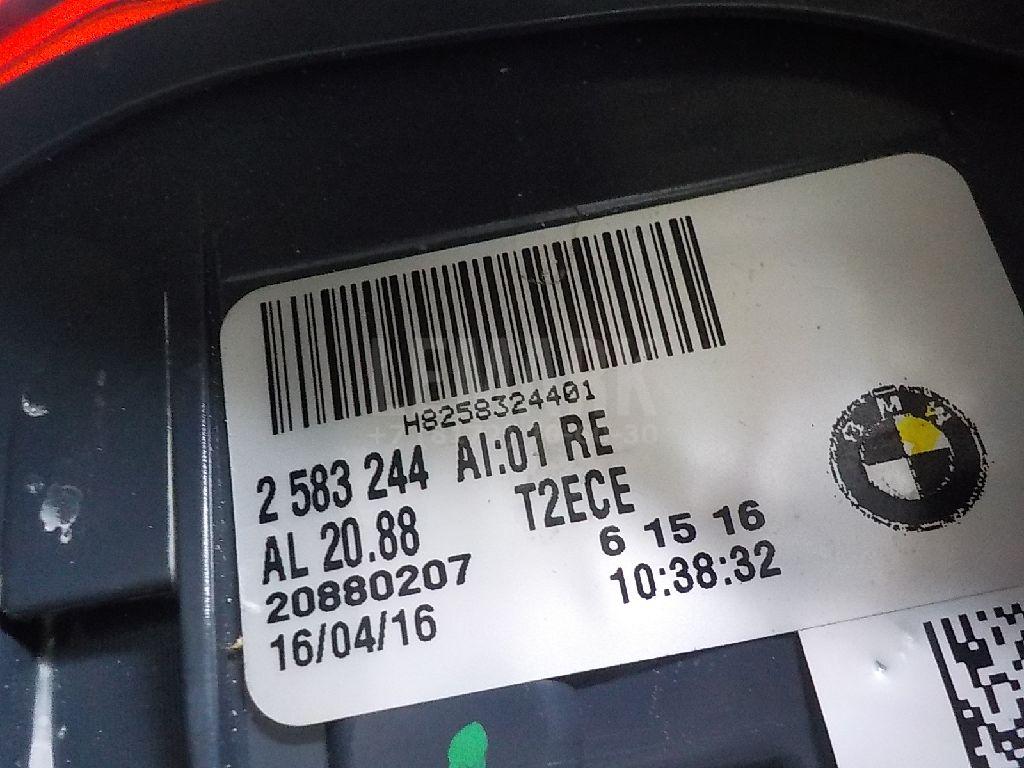 H8258324401
2 583 244 AI:01 RE
AL 20.88 T2ECE
20880207 6 15 16
16/04/16 10:38:32
BMW